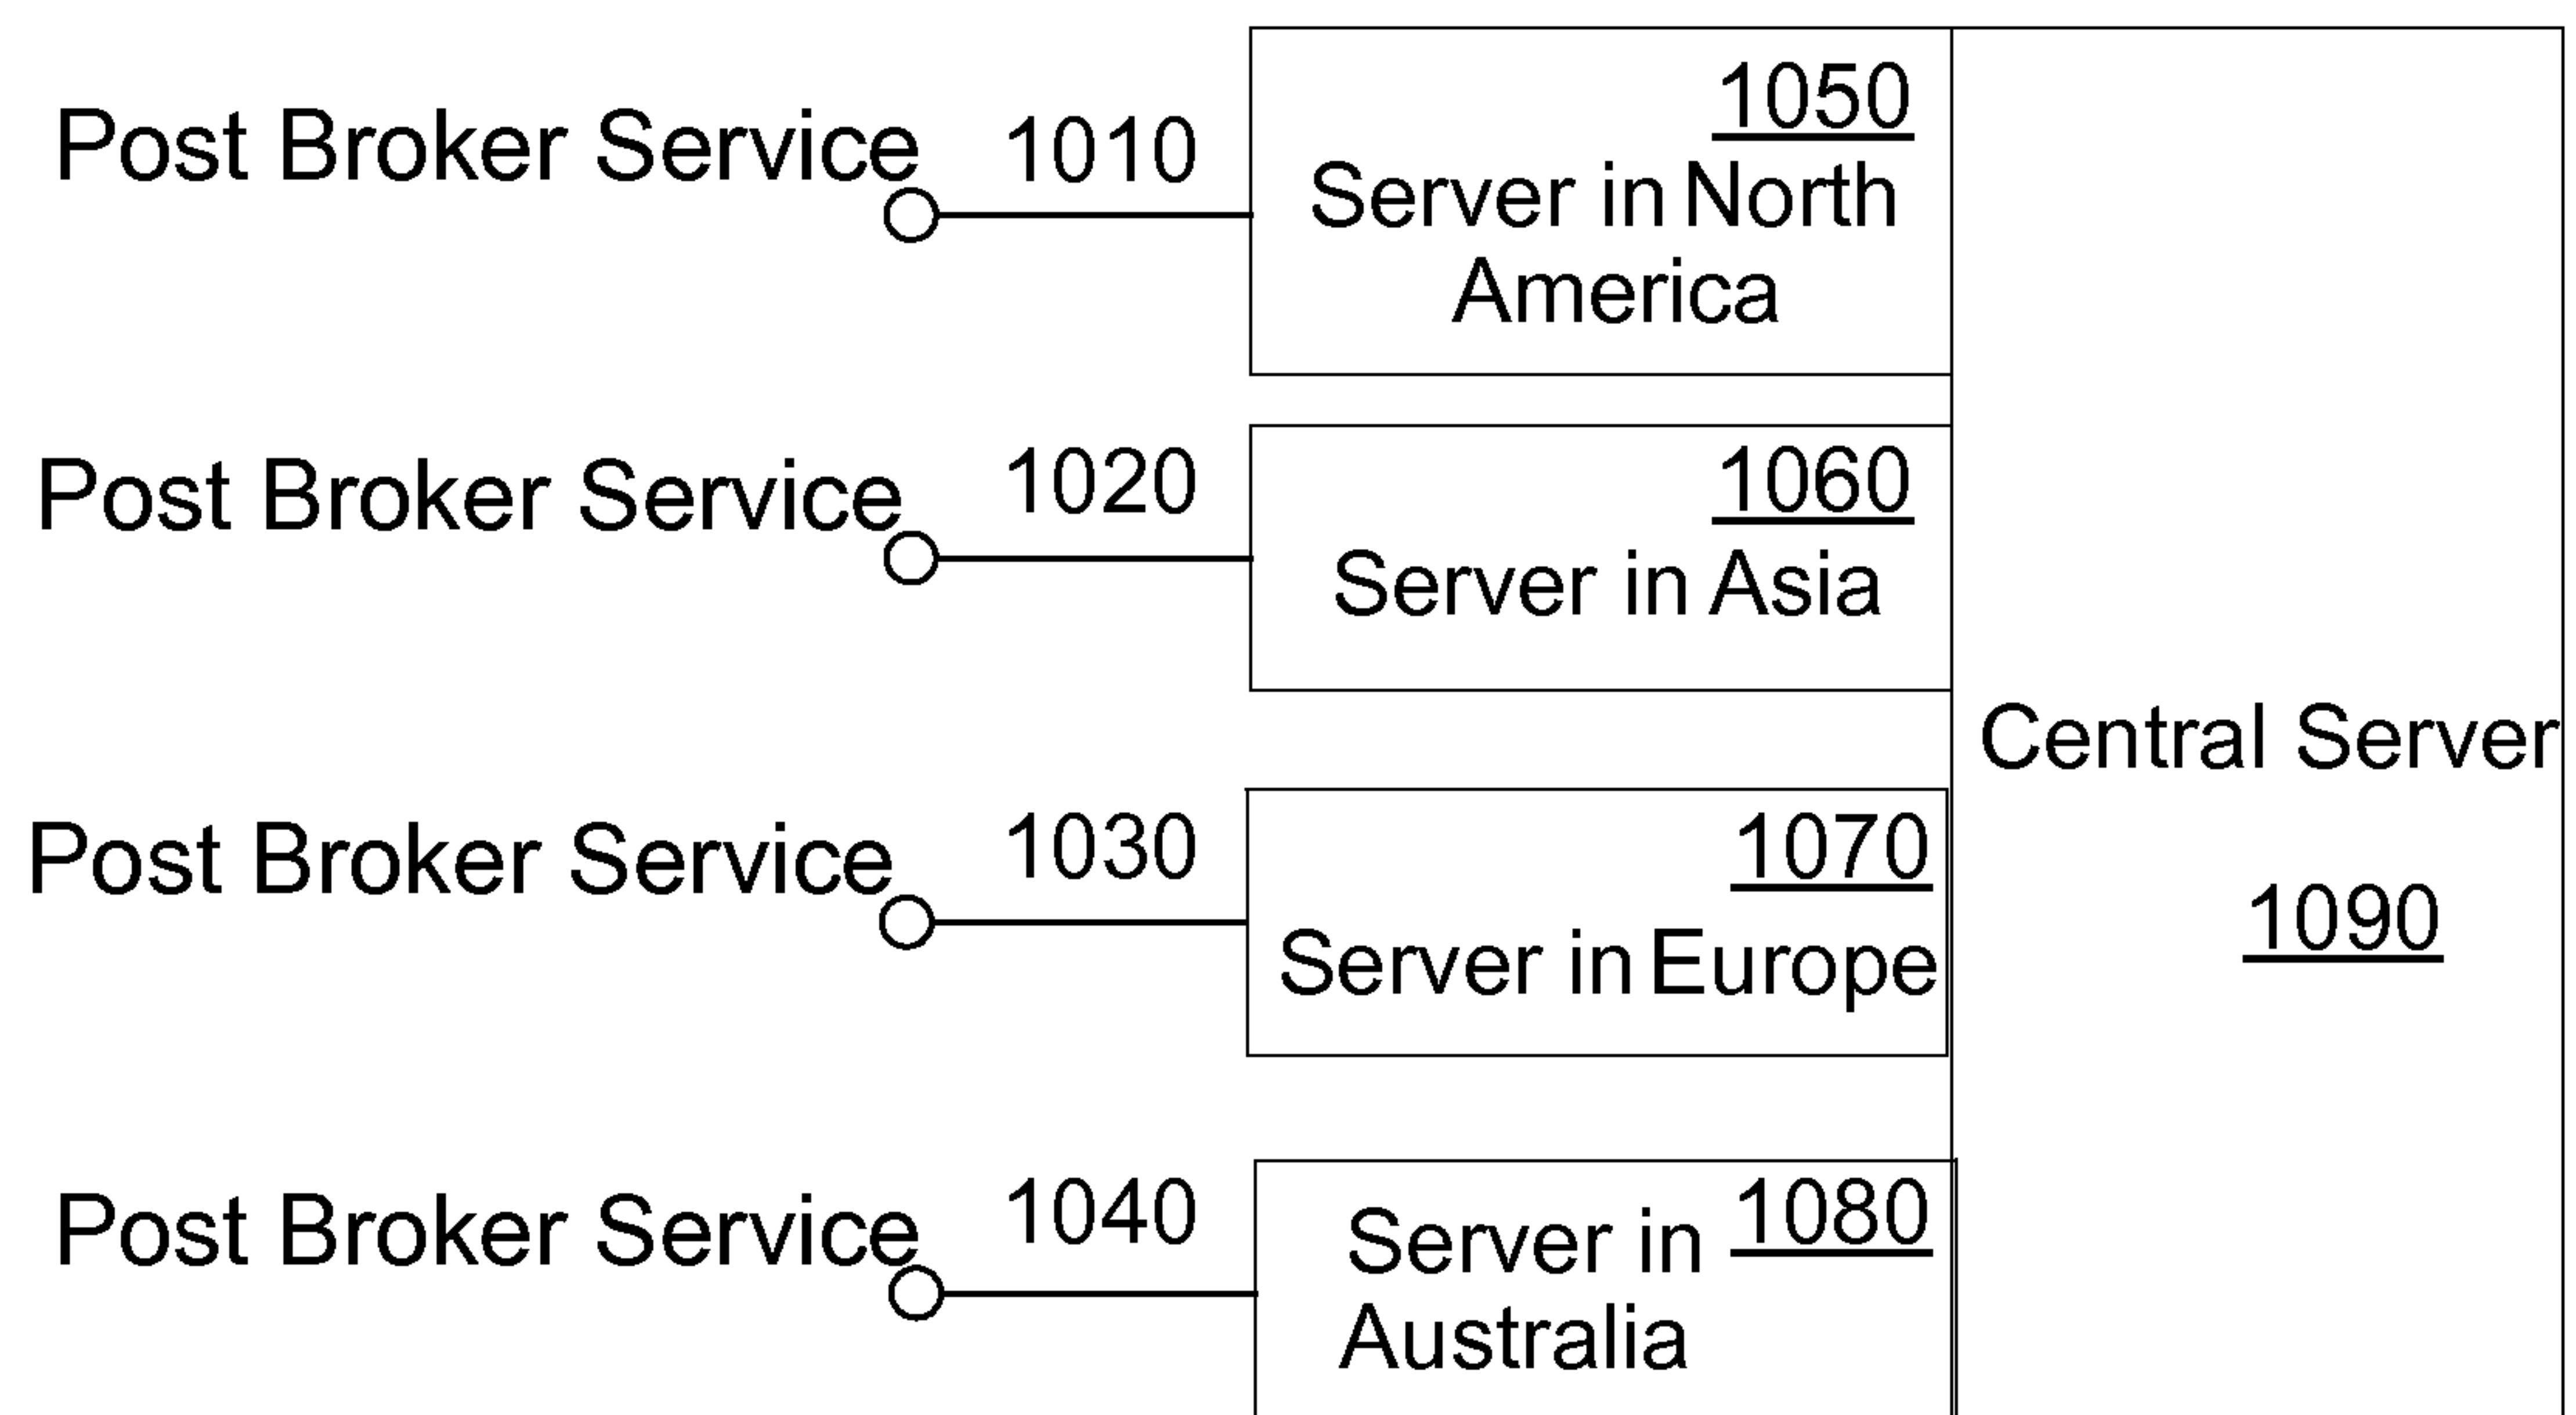 1050
Post Broker Service
1010
Server in North
America
Post Broker Service
1020
1060
Server in Asia
Central Server
1090
Post Broker Service
1030
1070
Server in Europe
Post Broker Service
1040
1080
Server in
Australia